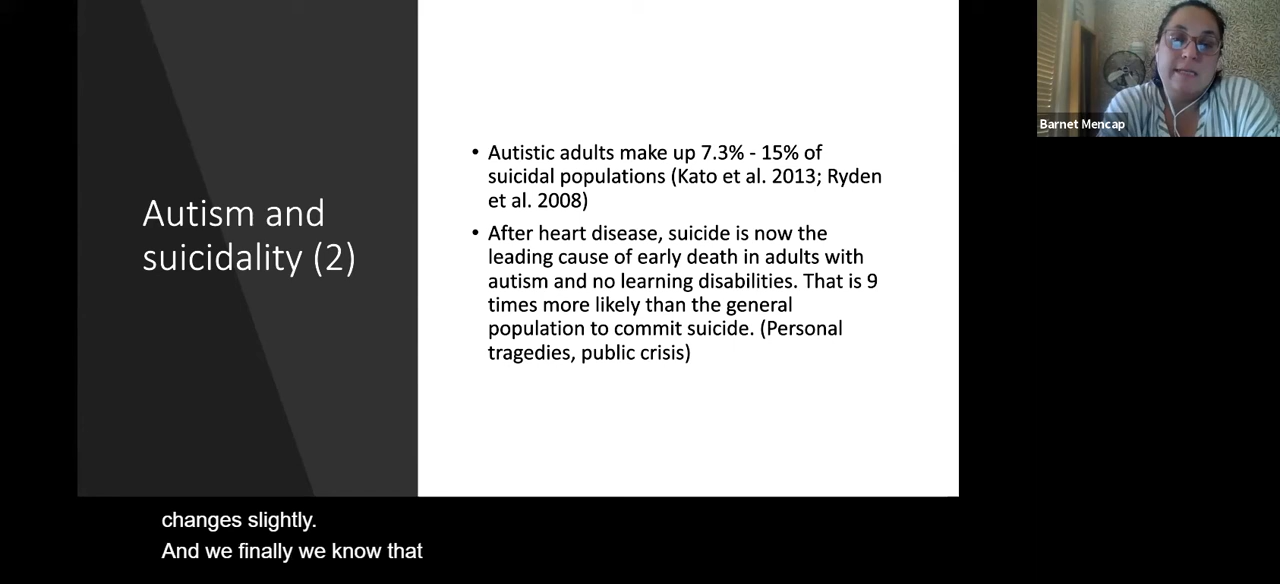 Autism and
suicidality (2)
• Autistic adults make up 7.3% - 15% of
suicidal populations (Kato et al. 2013; Ryden
et al. 2008)
• After heart disease, suicide is now the
leading cause of early death in adults with
autism and no learning disabilities. That is 9
times more likely than the general
population to commit suicide. (Personal
tragedies, public crisis)
Barnet Mencap
changes slightly.
And we finally we know that